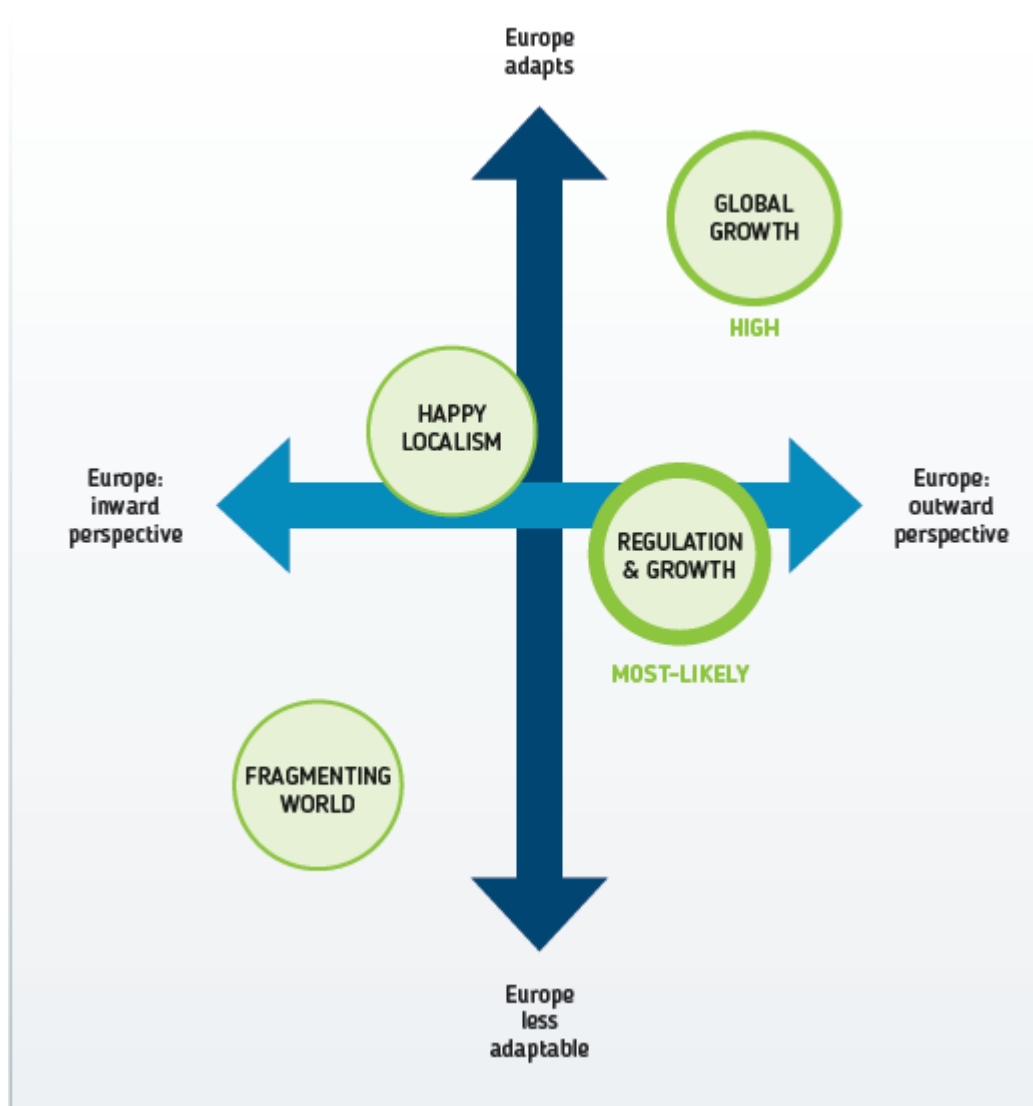 Europe
adapts
GLOBAL
GROWTH
HIGH
HAPPY
LOCALISM
Europe:
inward
perspective
Europe:
outward
perspective
REGULATION
& GROWTH
MOST-LIKELY
FRAGMENTING
WORLD
Europe
less
adaptable